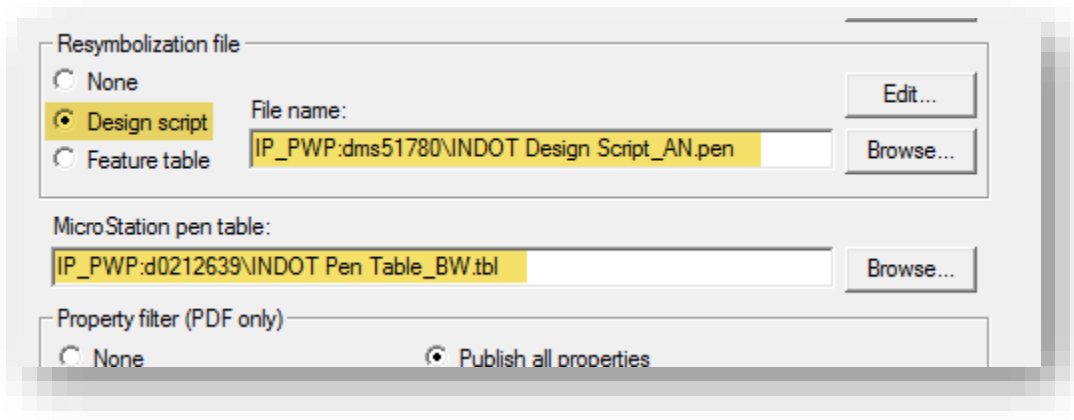 Resymbolization file
None
Design script
Feature table
File name:
IP_PWP:dms51780\INDOT Design Script_AN.pen
Edit...
Browse...
MicroStation pen table:
IP_PWP:d0212639\INDOT Pen Table_BW.tbl
Browse...
Property filter (PDF only)
None
Publish all properties